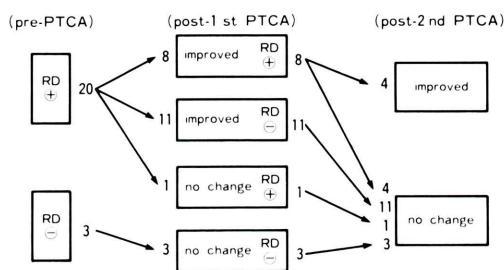 (pre-PTCA) (post-1 st PTCA) (post-2 nd PTCA)
RD
⊕
20
8 improved RD ⊕ 8
4 improved
11 improved RD ⊖ 11
1 no change RD ⊕ 1
4
11
1
3
no change
RD
⊖
3
3 no change RD ⊖ 3